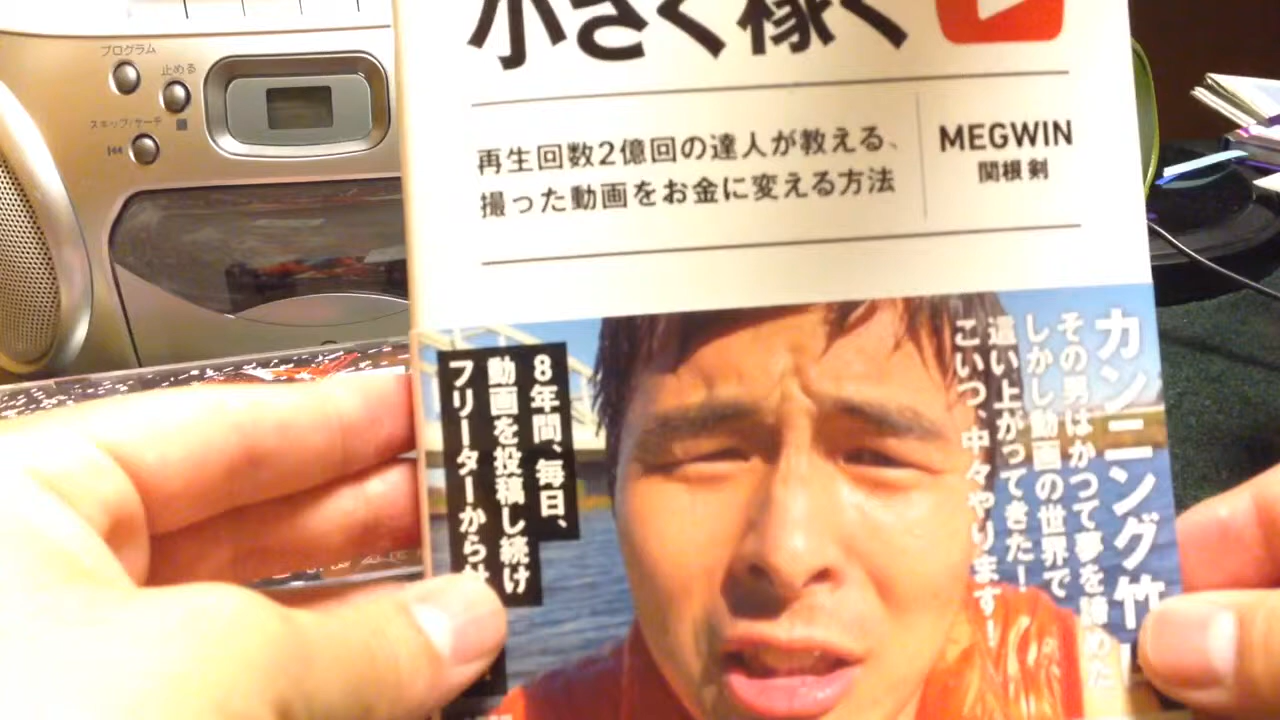 プログラム
止める
スキップ/サーチ
小さく稼ぐ
再生回数2億回の達人が教える、
撮った動画をお金に変える方法
MEGWIN
関根 剣
カンニング竹
その男はかつて夢を諦めた
しかし動画の世界で
這い上がってきた!
こいつ、中々やります!
8年間、毎日、
動画を投稿し続け
フリーターから